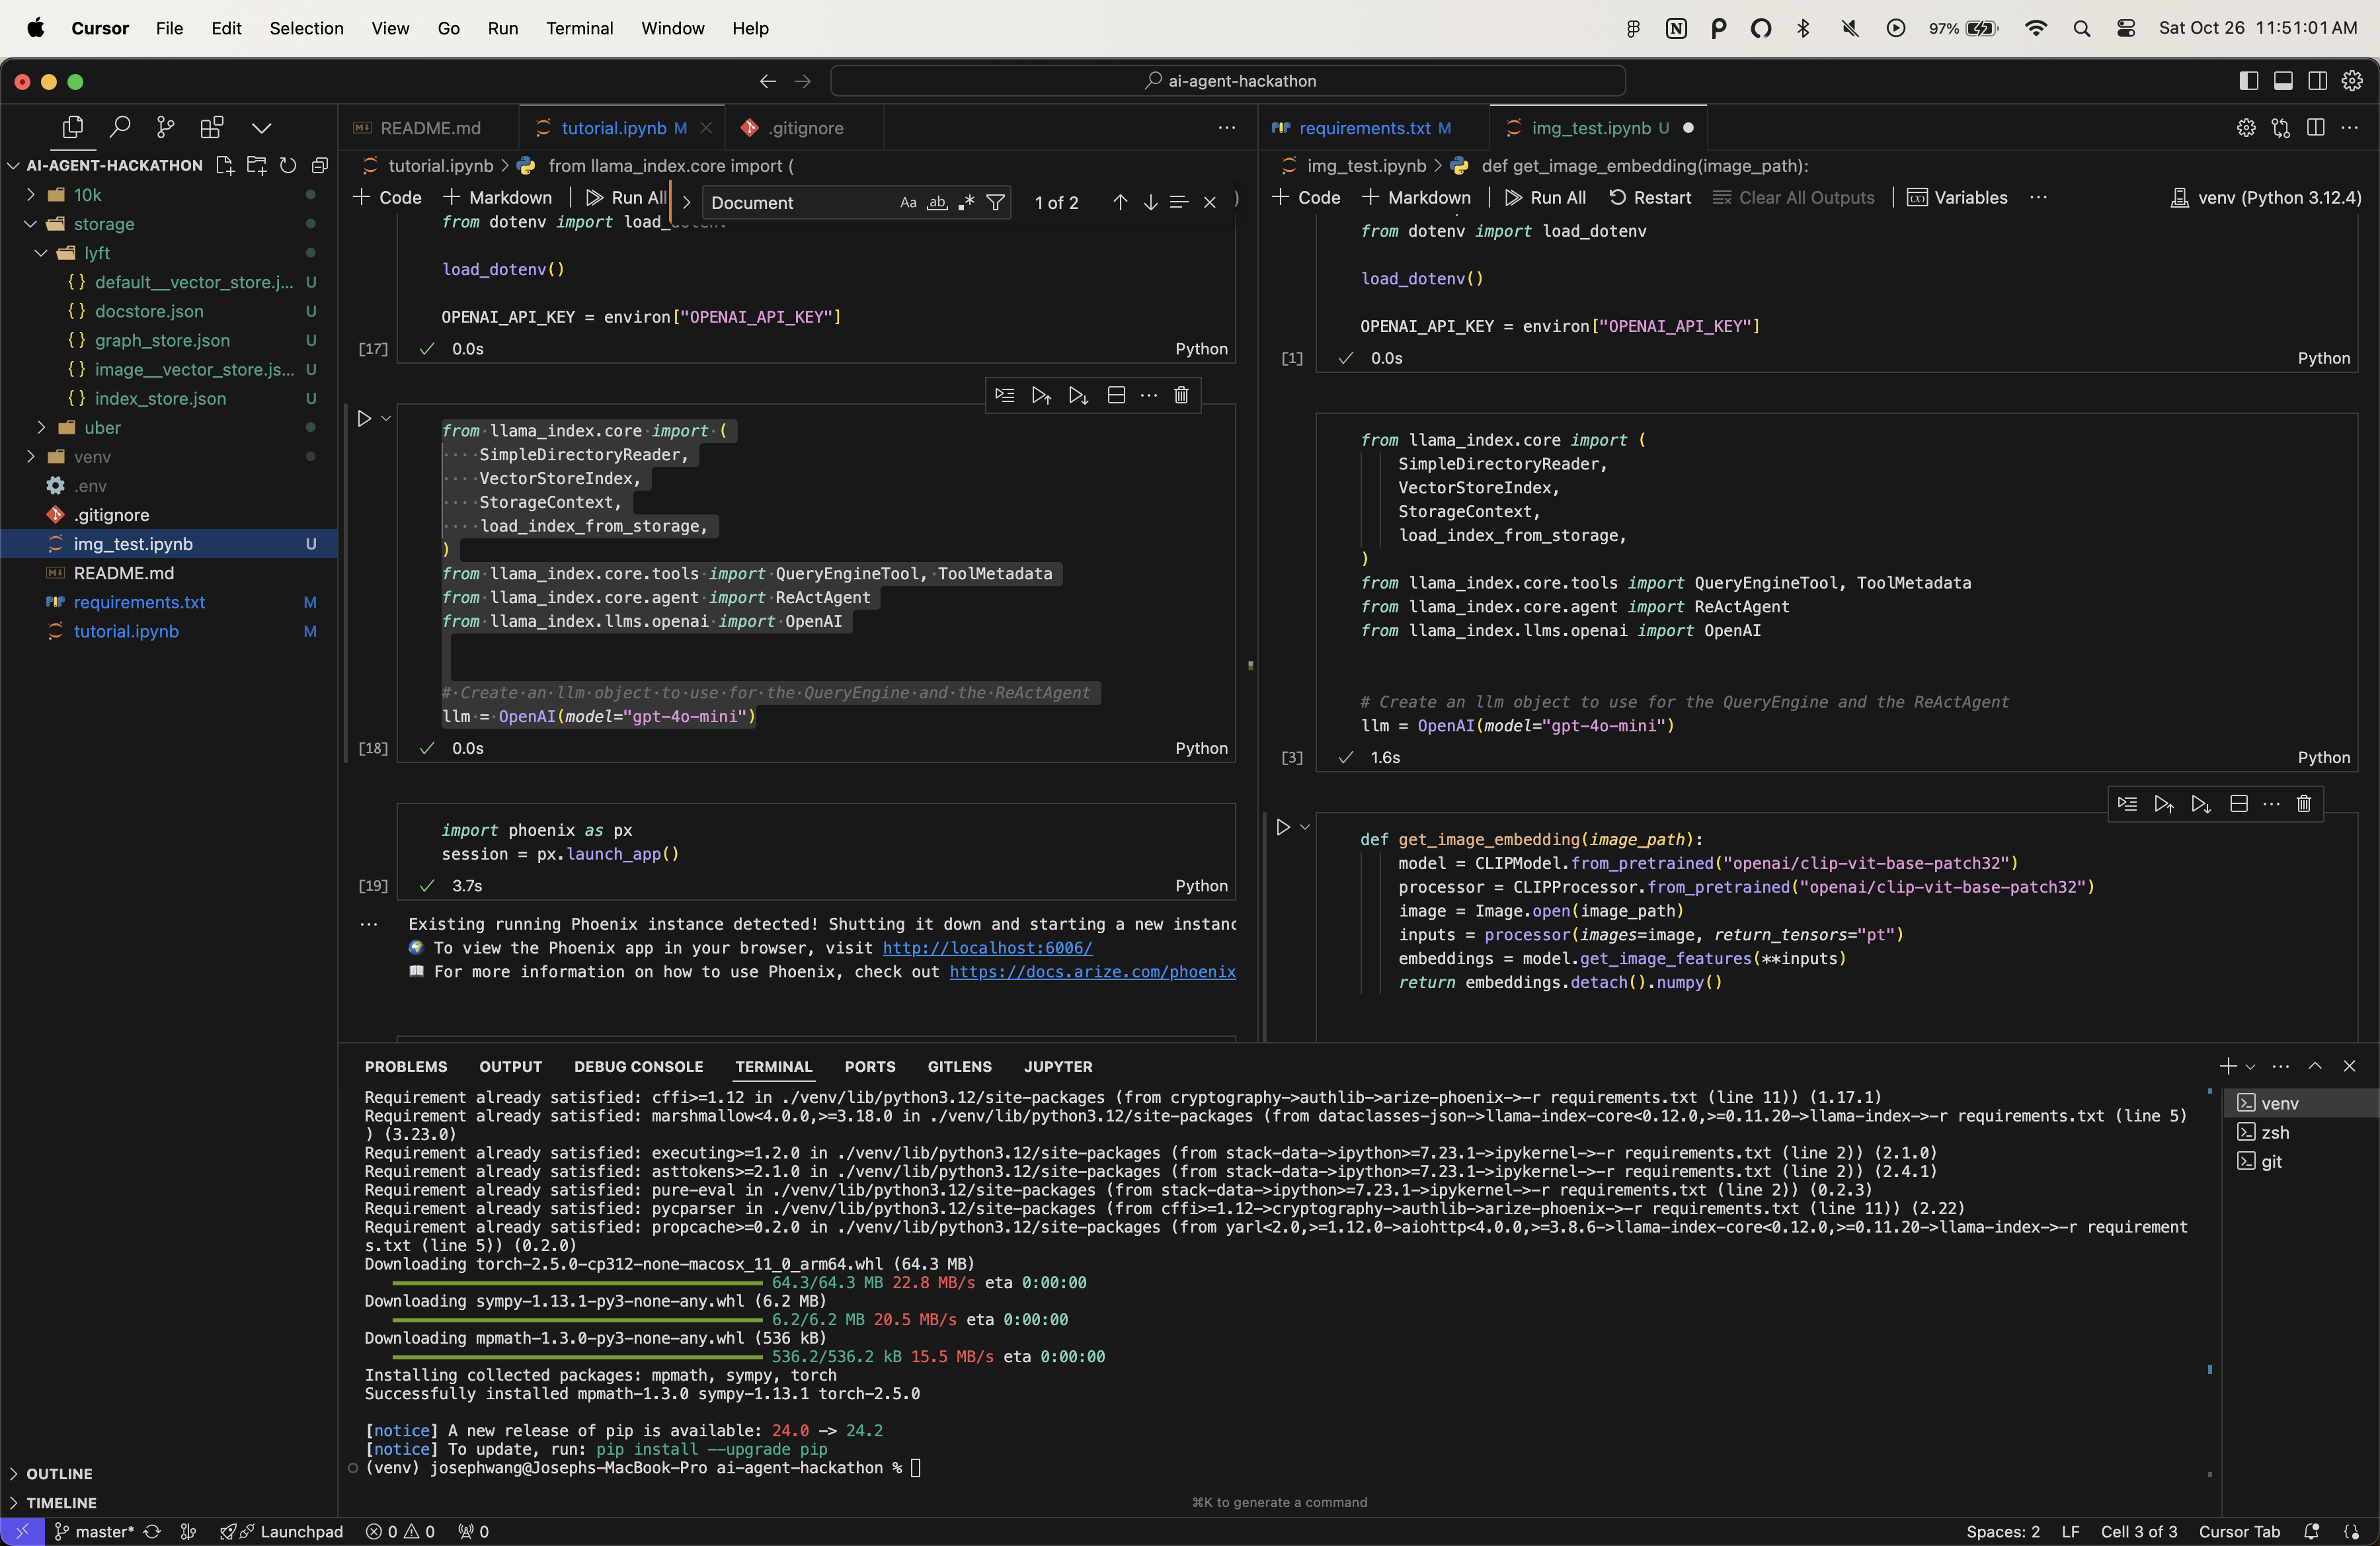 Cursor File Edit Selection View Go Run Terminal Window Help
97% Sat Oct 26 11:51:01 AM
ai-agent-hackathon
AI-AGENT-HACKATHON
10k
storage
lyft
default__vector_store.j... U
docstore.json U
graph_store.json U
image__vector_store.js... U
index_store.json U
uber
venv
.env
.gitignore
img_test.ipynb U
README.md
requirements.txt M
tutorial.ipynb M
OUTLINE
TIMELINE
README.md tutorial.ipynb M .gitignore
tutorial.ipynb > from llama_index.core import (
Code Markdown Run All
Document Aa ab 1 of 2
from dotenv import load_dotenv
load_dotenv()
OPENAI_API_KEY = environ["OPENAI_API_KEY"]
[17] 0.0s Python
from llama_index.core import (
SimpleDirectoryReader,
VectorStoreIndex,
StorageContext,
load_index_from_storage,
)
from llama_index.core.tools import QueryEngineTool, ToolMetadata
from llama_index.core.agent import ReActAgent
from llama_index.llms.openai import OpenAI
# Create an llm object to use for the QueryEngine and the ReActAgent
llm = OpenAI(model="gpt-4o-mini")
[18] 0.0s Python
import phoenix as px
session = px.launch_app()
[19] 3.7s Python
Existing running Phoenix instance detected! Shutting it down and starting a new instanc
🌍 To view the Phoenix app in your browser, visit http://localhost:6006/
📖 For more information on how to use Phoenix, check out https://docs.arize.com/phoenix
requirements.txt M img_test.ipynb U
img_test.ipynb > def get_image_embedding(image_path):
Code Markdown Run All Restart Clear All Outputs Variables venv (Python 3.12.4)
from dotenv import load_dotenv
load_dotenv()
OPENAI_API_KEY = environ["OPENAI_API_KEY"]
[1] 0.0s Python
from llama_index.core import (
SimpleDirectoryReader,
VectorStoreIndex,
StorageContext,
load_index_from_storage,
)
from llama_index.core.tools import QueryEngineTool, ToolMetadata
from llama_index.core.agent import ReActAgent
from llama_index.llms.openai import OpenAI
# Create an llm object to use for the QueryEngine and the ReActAgent
llm = OpenAI(model="gpt-4o-mini")
[3] 1.6s Python
def get_image_embedding(image_path):
model = CLIPModel.from_pretrained("openai/clip-vit-base-patch32")
processor = CLIPProcessor.from_pretrained("openai/clip-vit-base-patch32")
image = Image.open(image_path)
inputs = processor(images=image, return_tensors="pt")
embeddings = model.get_image_features(**inputs)
return embeddings.detach().numpy()
PROBLEMS OUTPUT DEBUG CONSOLE TERMINAL PORTS GITLENS JUPYTER
Requirement already satisfied: cffi>=1.12 in ./venv/lib/python3.12/site-packages (from cryptography->authlib->arize-phoenix->-r requirements.txt (line 11)) (1.17.1)
Requirement already satisfied: marshmallow<4.0.0,>=3.18.0 in ./venv/lib/python3.12/site-packages (from dataclasses-json->llama-index-core<0.12.0,>=0.11.20->llama-index->-r requirements.txt (line 5)
) (3.23.0)
Requirement already satisfied: executing>=1.2.0 in ./venv/lib/python3.12/site-packages (from stack-data->ipython>=7.23.1->ipykernel->-r requirements.txt (line 2)) (2.1.0)
Requirement already satisfied: asttokens>=2.1.0 in ./venv/lib/python3.12/site-packages (from stack-data->ipython>=7.23.1->ipykernel->-r requirements.txt (line 2)) (2.4.1)
Requirement already satisfied: pure-eval in ./venv/lib/python3.12/site-packages (from stack-data->ipython>=7.23.1->ipykernel->-r requirements.txt (line 2)) (0.2.3)
Requirement already satisfied: pycparser in ./venv/lib/python3.12/site-packages (from cffi>=1.12->cryptography->authlib->arize-phoenix->-r requirements.txt (line 11)) (2.22)
Requirement already satisfied: propcache>=0.2.0 in ./venv/lib/python3.12/site-packages (from yarl<2.0,>=1.12.0->aiohttp<4.0.0,>=3.8.6->llama-index-core<0.12.0,>=0.11.20->llama-index->-r requirement
s.txt (line 5)) (0.2.0)
Downloading torch-2.5.0-cp312-none-macosx_11_0_arm64.whl (64.3 MB)
64.3/64.3 MB 22.8 MB/s eta 0:00:00
Downloading sympy-1.13.1-py3-none-any.whl (6.2 MB)
6.2/6.2 MB 20.5 MB/s eta 0:00:00
Downloading mpmath-1.3.0-py3-none-any.whl (536 kB)
536.2/536.2 kB 15.5 MB/s eta 0:00:00
Installing collected packages: mpmath, sympy, torch
Successfully installed mpmath-1.3.0 sympy-1.13.1 torch-2.5.0
[notice] A new release of pip is available: 24.0 -> 24.2
[notice] To update, run: pip install --upgrade pip
(venv) josephwang@Josephs-MacBook-Pro ai-agent-hackathon %
⌘K to generate a command
venv
zsh
git
master* Launchpad 0 0 0 Spaces: 2 LF Cell 3 of 3 Cursor Tab